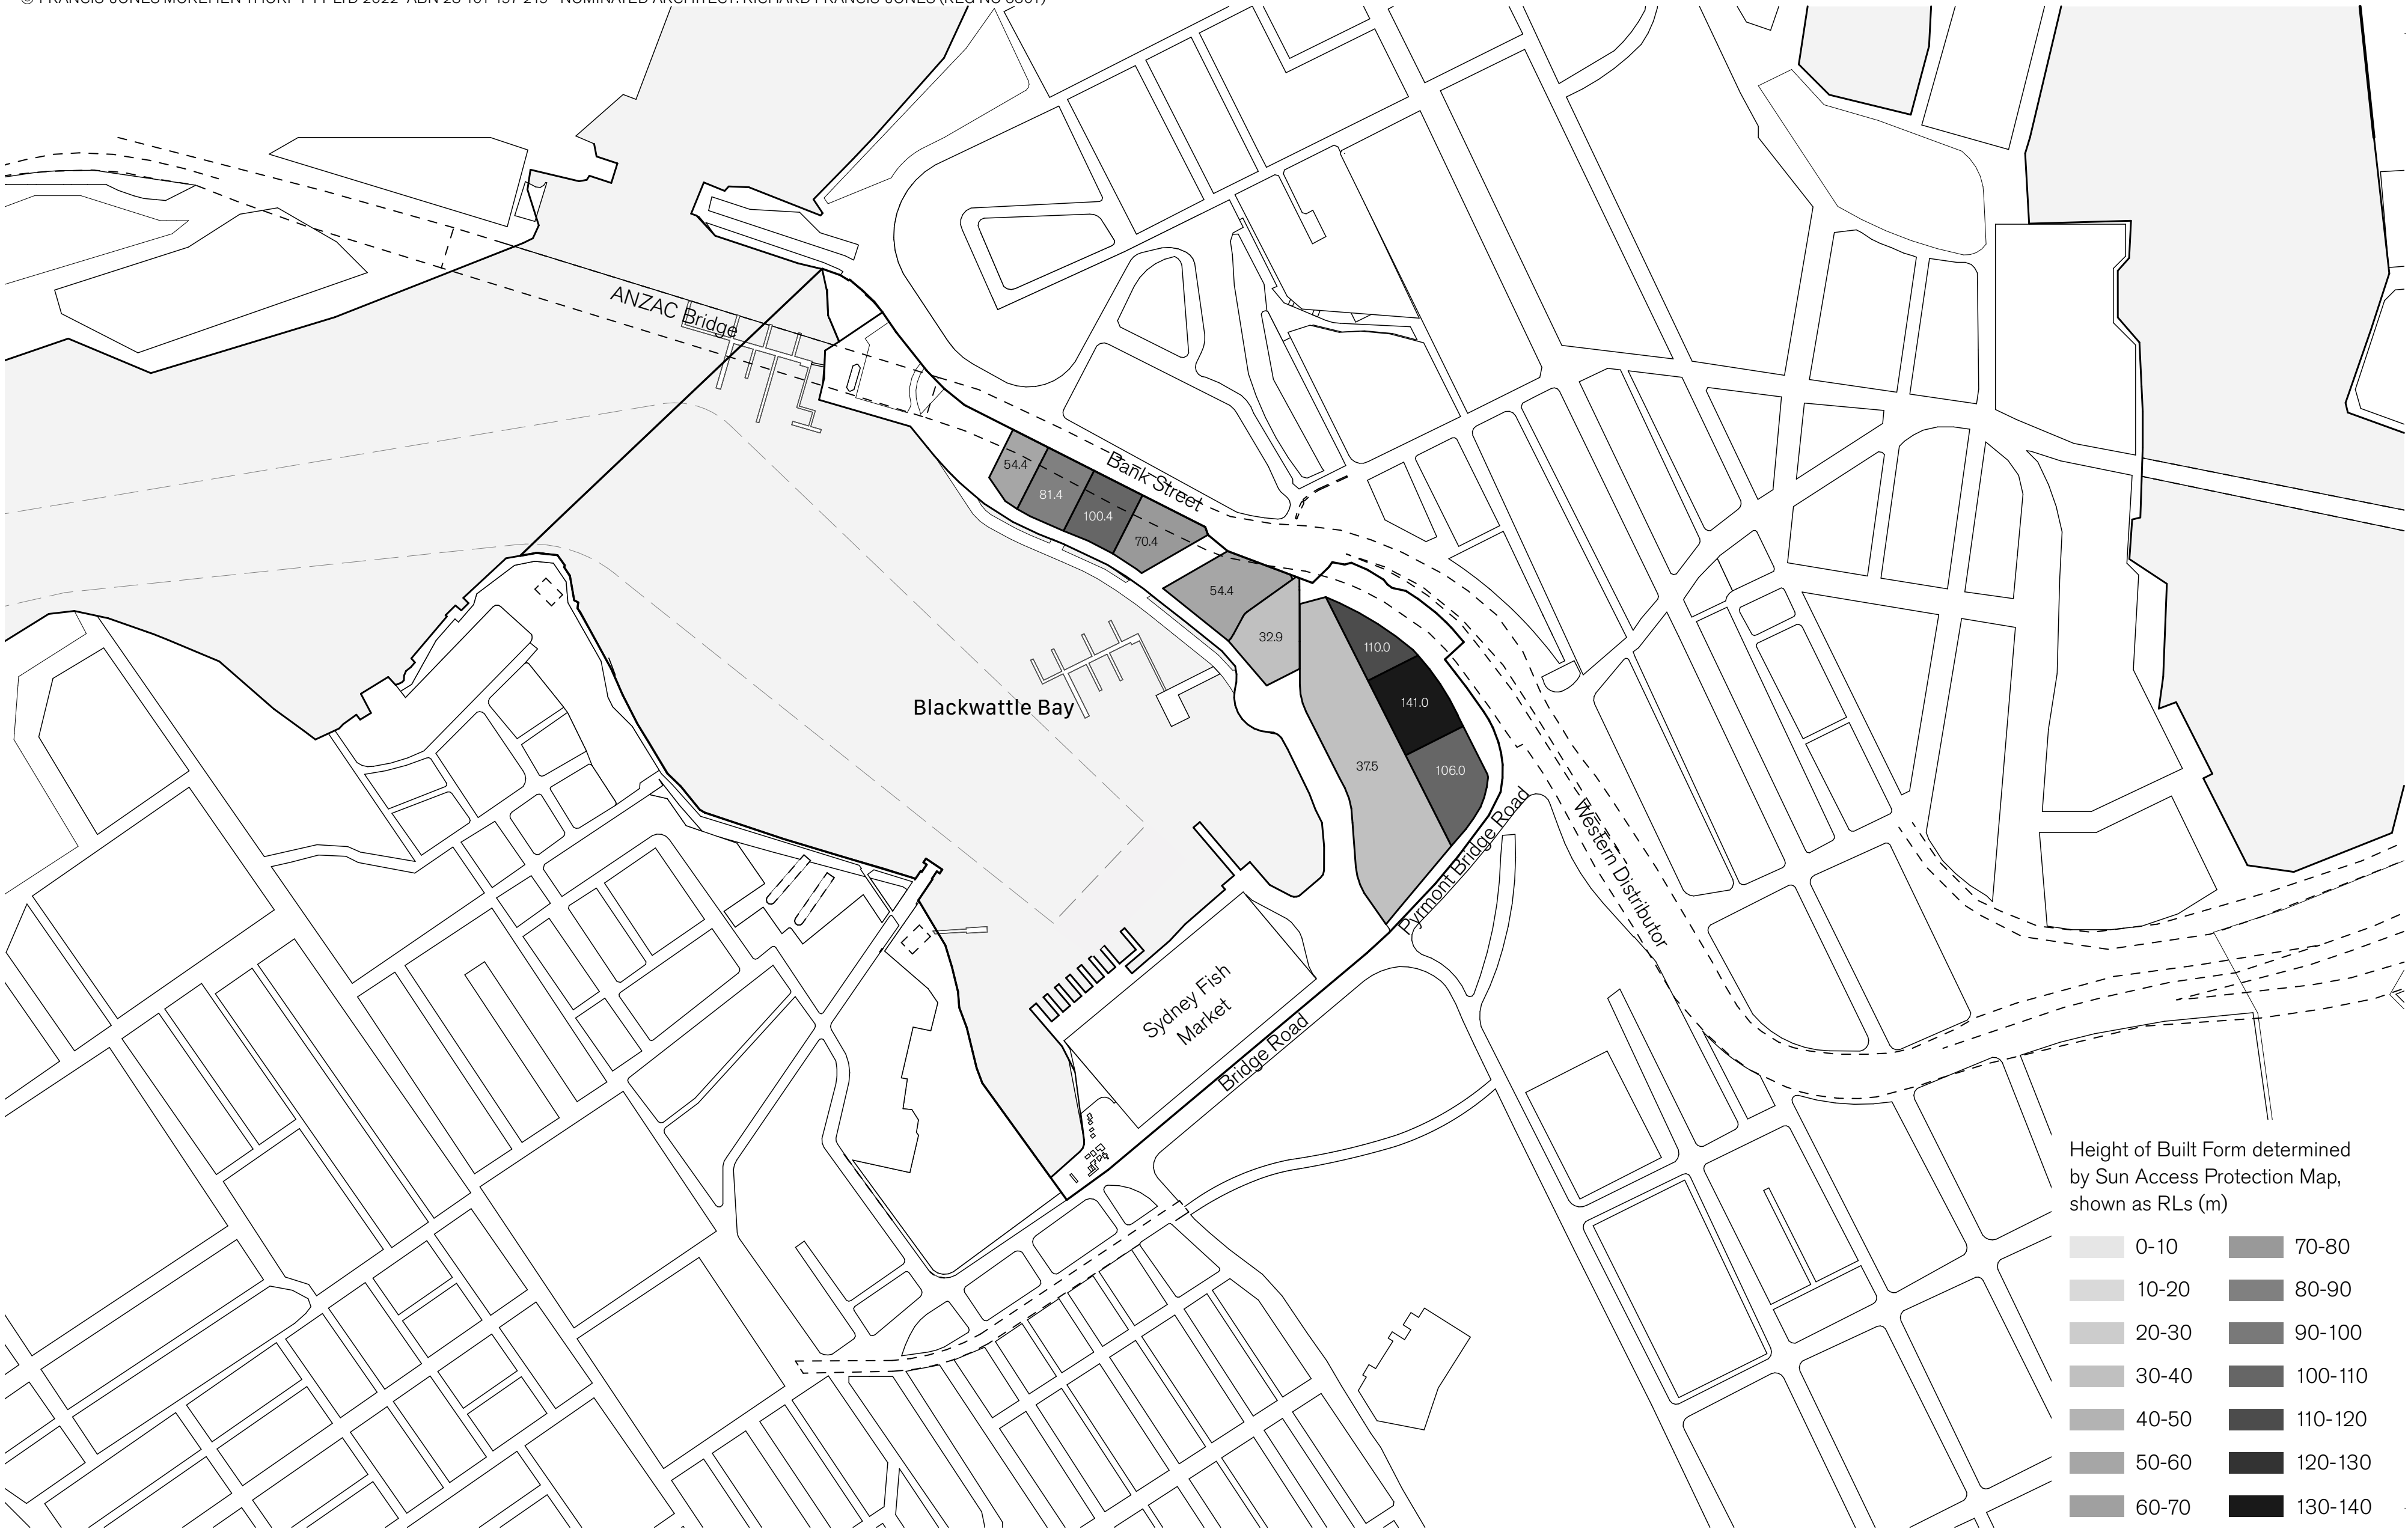 ANZAC Bridge
Bank Street
54.4
81.4
100.4
70.4
54.4
32.9
110.0
141.0
37.5
106.0
Blackwattle Bay
Pyrmont Bridge Road
Western Distributor
Sydney Fish
Market
Bridge Road
Height of Built Form determined
by Sun Access Protection Map,
shown as RLs (m)
0-10
10-20
20-30
30-40
40-50
50-60
60-70
70-80
80-90
90-100
100-110
110-120
120-130
130-140